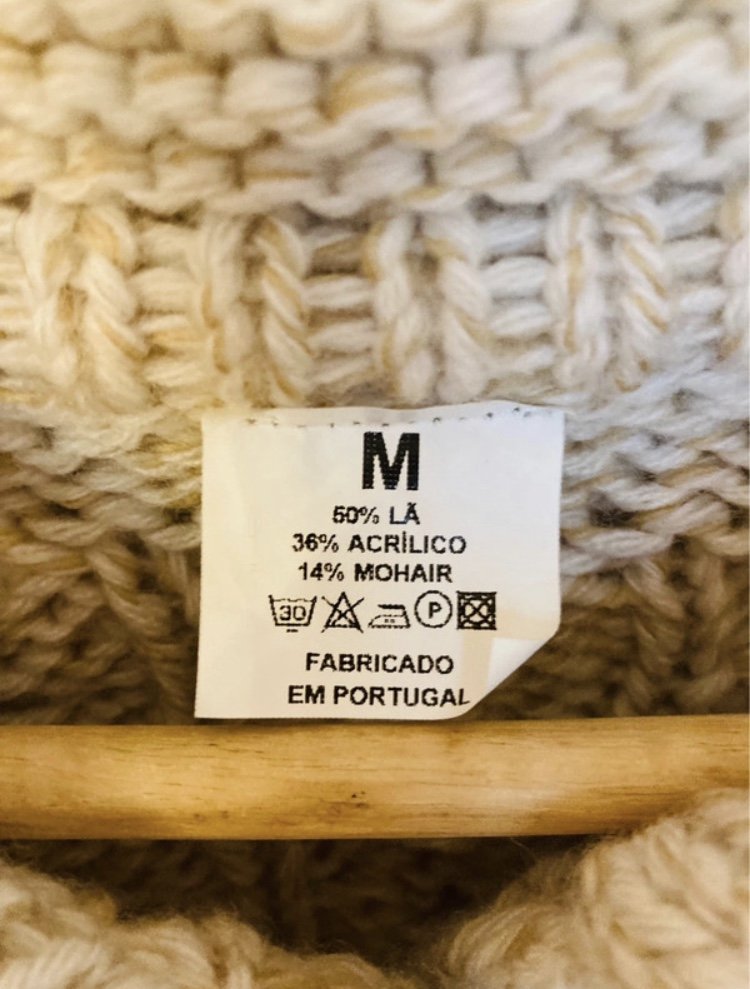 M
50% LÃ
36% ACRÍLICO
14% MOHAIR
30 P
FABRICADO
EM PORTUGAL